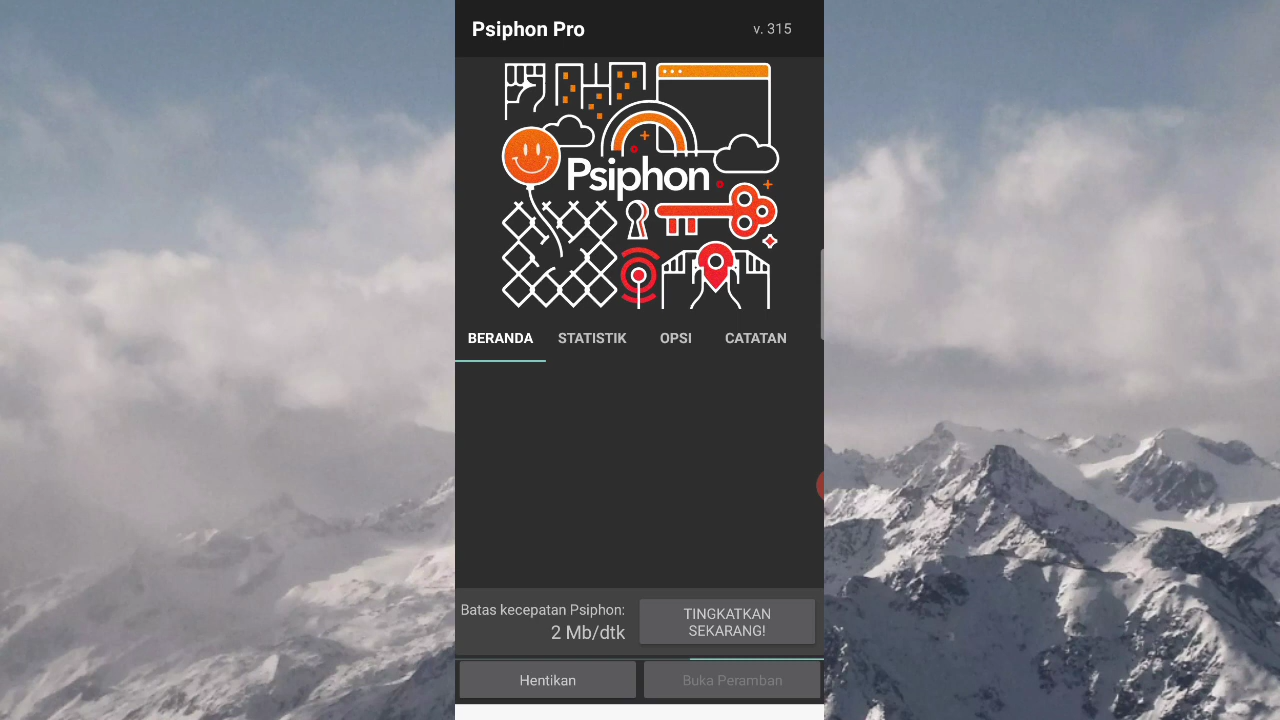 Psiphon Pro
v. 315
Psiphon
BERANDA
STATISTIK
OPSI
CATATAN
Batas kecepatan Psiphon:
2 Mb/dtk
TINGKATKAN
SEKARANG!
Hentikan
Buka Peramban